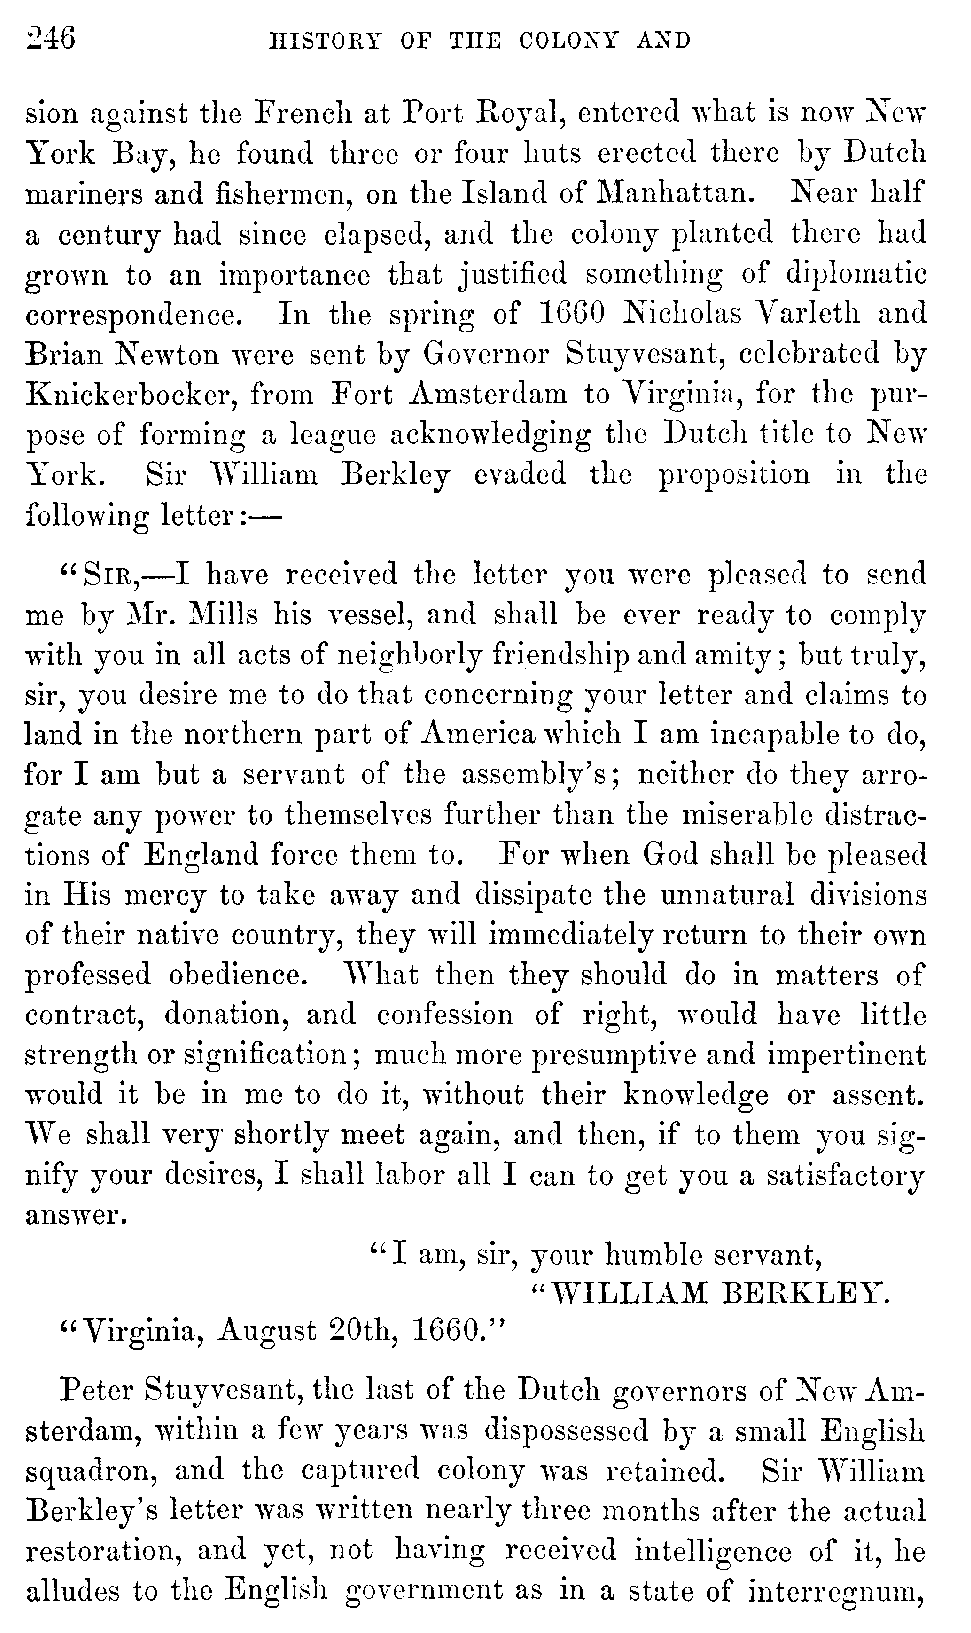 246 HISTORY OF THE COLONY AND
sion against the French at Port Royal, entered what is now New
York Bay, he found three or four huts erected there by Dutch
mariners and fishermen, on the Island of Manhattan. Near half
a century had since elapsed, and the colony planted there had
grown to an importance that justified something of diplomatic
correspondence. In the spring of 1660 Nicholas Varleth and
Brian Newton were sent by Governor Stuyvesant, celebrated by
Knickerbocker, from Fort Amsterdam to Virginia, for the pur-
pose of forming a league acknowledging the Dutch title to New
York. Sir William Berkley evaded the proposition in the
following letter:—
“SIR,—I have received the letter you were pleased to send
me by Mr. Mills his vessel, and shall be ever ready to comply
with you in all acts of neighborly friendship and amity; but truly,
sir, you desire me to do that concerning your letter and claims to
land in the northern part of America which I am incapable to do,
for I am but a servant of the assembly's; neither do they arro-
gate any power to themselves further than the miserable distrac-
tions of England force them to. For when God shall be pleased
in His mercy to take away and dissipate the unnatural divisions
of their native country, they will immediately return to their own
professed obedience. What then they should do in matters of
contract, donation, and confession of right, would have little
strength or signification; much more presumptive and impertinent
would it be in me to do it, without their knowledge or assent.
We shall very shortly meet again, and then, if to them you sig-
nify your desires, I shall labor all I can to get you a satisfactory
answer.
“I am, sir, your humble servant,
“WILLIAM BERKLEY.
“Virginia, August 20th, 1660.”
Peter Stuyvesant, the last of the Dutch governors of New Am-
sterdam, within a few years was dispossessed by a small English
squadron, and the captured colony was retained. Sir William
Berkley's letter was written nearly three months after the actual
restoration, and yet, not having received intelligence of it, he
alludes to the English government as in a state of interregnum,